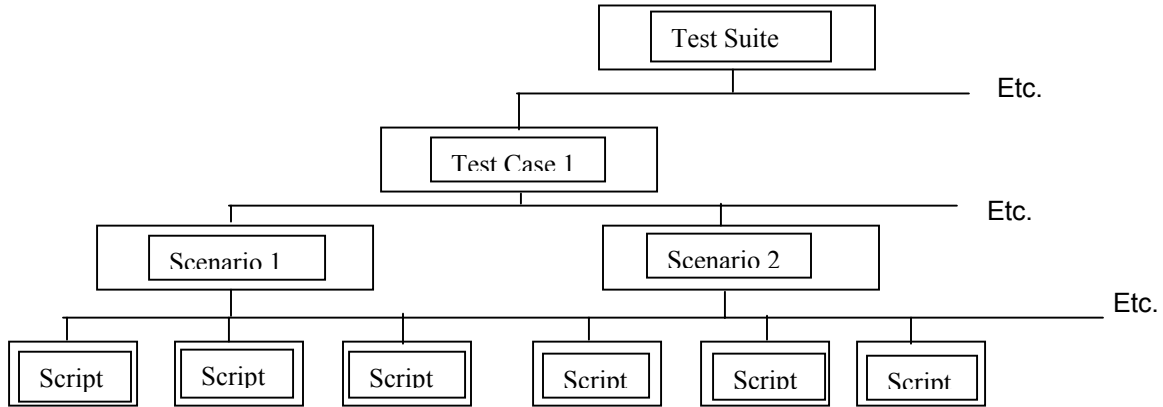 Test Suite
Etc.
Test Case 1
Etc.
Scenario 1
Scenario 2
Etc.
Script
Script
Script
Script
Script
Script